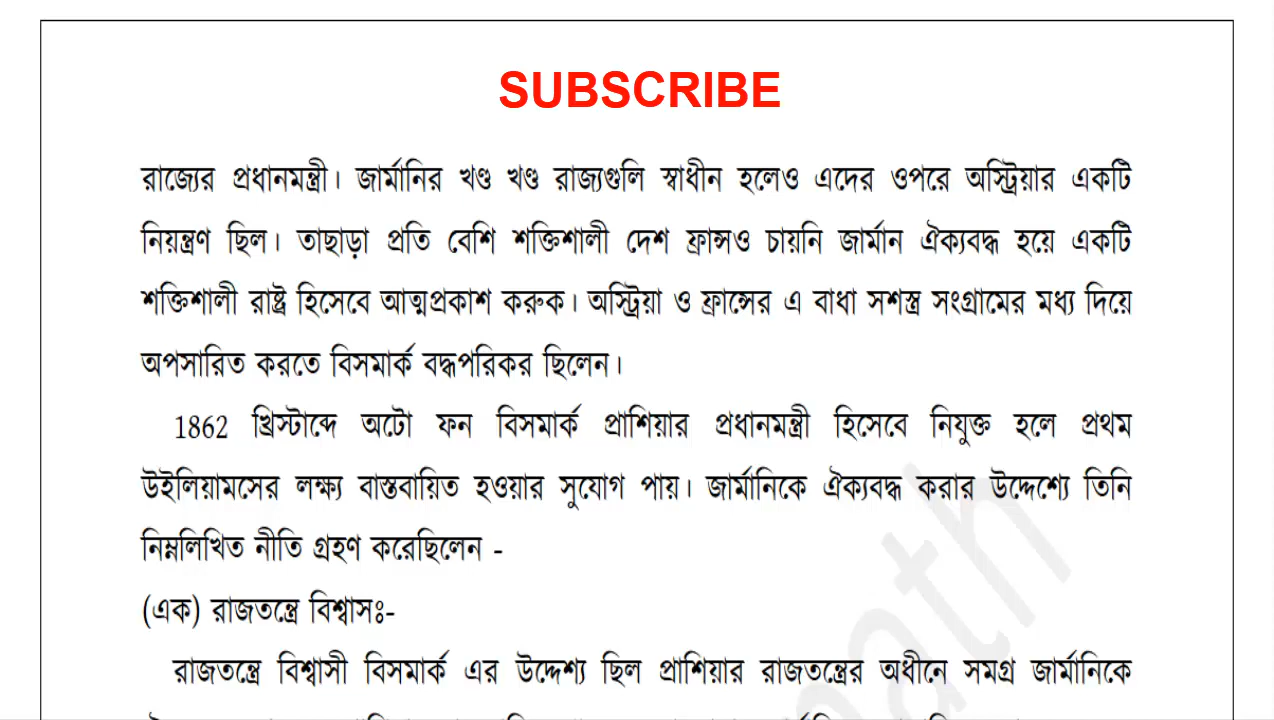 SUBSCRIBE
রাজ্যের প্রধানমন্ত্রী। জার্মানির খণ্ড খণ্ড রাজ্যগুলি স্বাধীন হলেও এদের ওপরে অস্ট্রিয়ার একটি
নিয়ন্ত্রণ ছিল। তাছাড়া প্রতি বেশি শক্তিশালী দেশ ফ্রান্সও চায়নি জার্মান ঐক্যবদ্ধ হয়ে একটি
শক্তিশালী রাষ্ট্র হিসেবে আত্মপ্রকাশ করুক। অস্ট্রিয়া ও ফ্রান্সের এ বাধা সশস্ত্র সংগ্রামের মধ্য দিয়ে
অপসারিত করতে বিসমার্ক বদ্ধপরিকর ছিলেন।
1862 খ্রিস্টাব্দে অটো ফন বিসমার্ক প্রাশিয়ার প্রধানমন্ত্রী হিসেবে নিযুক্ত হলে প্রথম
উইলিয়ামসের লক্ষ্য বাস্তবায়িত হওয়ার সুযোগ পায়। জার্মানিকে ঐক্যবদ্ধ করার উদ্দেশ্যে তিনি
নিম্নলিখিত নীতি গ্রহণ করেছিলেন -
(এক) রাজতন্ত্রে বিশ্বাসঃ-
রাজতন্ত্রে বিশ্বাসী বিসমার্ক এর উদ্দেশ্য ছিল প্রাশিয়ার রাজতন্ত্রের অধীনে সমগ্র জার্মানিকে